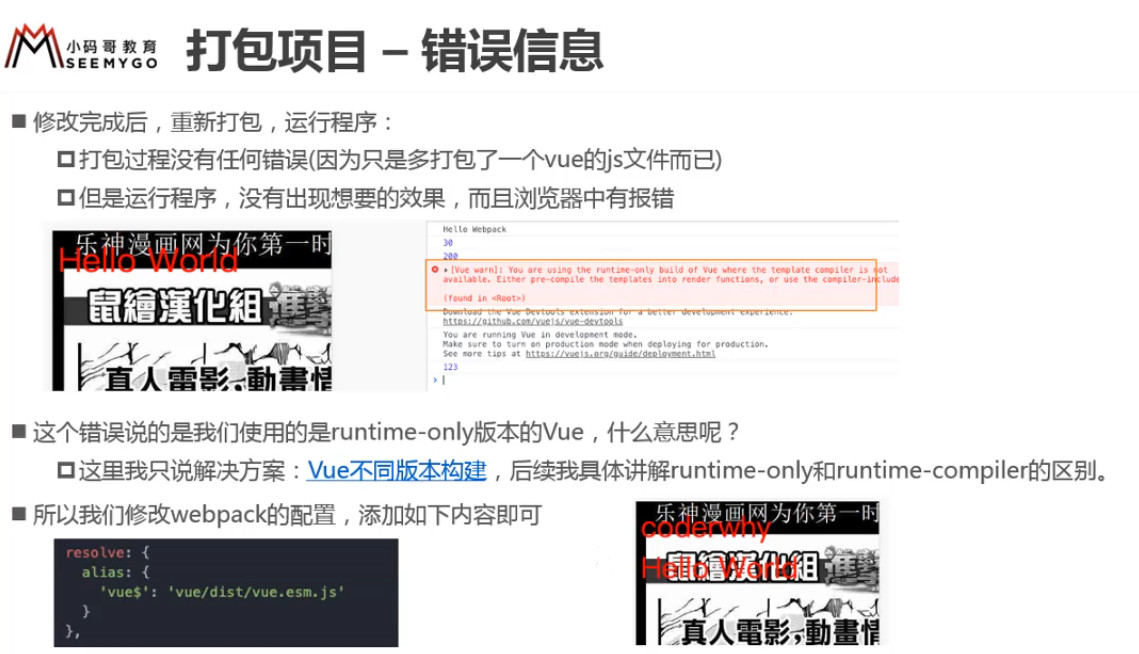 小码哥教育
SEEMYGO
打包项目 – 错误信息
修改完成后，重新打包，运行程序：
打包过程没有任何错误(因为只是多打包了一个vue的js文件而已)
但是运行程序，没有出现想要的效果，而且浏览器中有报错
乐神漫画网为你第一时
Hello World
鼠繪漢化組 進擊
真人電影,動畫情
Hello Webpack
30
200
[Vue warn]: You are using the runtime-only build of Vue where the template compiler is not
available. Either pre-compile the templates into render functions, or use the compiler-include
(found in <Root>)
Download the Vue Devtools extension for a better development experience:
https://github.com/vuejs/vue-devtools
You are running Vue in development mode.
Make sure to turn on production mode when deploying for production.
See more tips at https://vuejs.org/guide/deployment.html
123
这个错误说的是我们使用的是runtime-only版本的Vue，什么意思呢？
这里我只说解决方案：Vue不同版本构建，后续我具体讲解runtime-only和runtime-compiler的区别。
所以我们修改webpack的配置，添加如下内容即可
resolve: {
alias: {
'vue$': 'vue/dist/vue.esm.js'
}
},
乐神漫画网为你第一时
coderwhy
鼠繪漢化組 進擊
Hello World
真人電影,動畫情